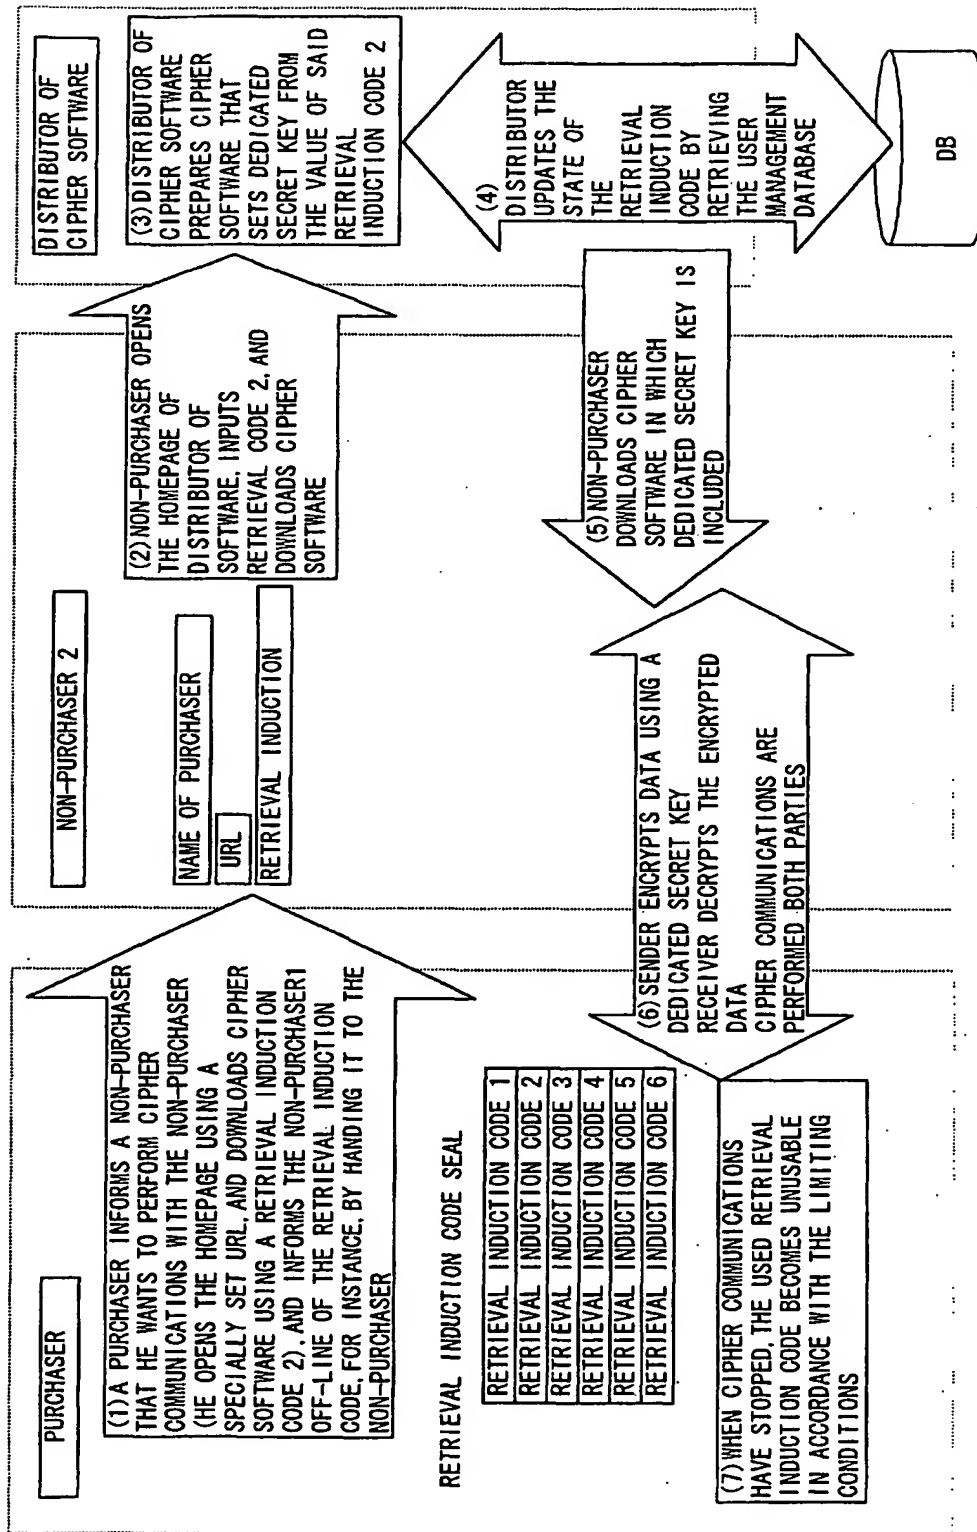 PURCHASER
(1)A PURCHASER INFORMS A NON-PURCHASER
THAT HE WANTS TO PERFORM CIPHER
COMMUNICATIONS WITH THE NON-PURCHASER
(HE OPENS THE HOMEPAGE USING A
SPECIALLY SET URL, AND DOWNLOADS CIPHER
SOFTWARE USING A RETRIEVAL INDUCTION
CODE 2), AND INFORMS THE NON-PURCHASER1
OFF-LINE OF THE RETRIEVAL INDUCTION
CODE, FOR INSTANCE, BY HANDING IT TO THE
NON-PURCHASER
RETRIEVAL INDUCTION CODE SEAL
RETRIEVAL INDUCTION CODE 1
RETRIEVAL INDUCTION CODE 2
RETRIEVAL INDUCTION CODE 3
RETRIEVAL INDUCTION CODE 4
RETRIEVAL INDUCTION CODE 5
RETRIEVAL INDUCTION CODE 6
(7)WHEN CIPHER COMMUNICATIONS
HAVE STOPPED, THE USED RETRIEVAL
INDUCTION CODE BECOMES UNUSABLE
IN ACCORDANCE WITH THE LIMITING
CONDITIONS
NON-PURCHASER 2
NAME OF PURCHASER
URL
RETRIEVAL INDUCTION
(2)NON-PURCHASER OPENS
THE HOMEPAGE OF
DISTRIBUTOR OF
SOFTWARE, INPUTS
RETRIEVAL CODE 2, AND
DOWNLOADS CIPHER
SOFTWARE
(6)SENDER ENCRYPTS DATA USING A
DEDICATED SECRET KEY
RECEIVER DECRYPTS THE ENCRYPTED
DATA
CIPHER COMMUNICATIONS ARE
PERFORMED BOTH PARTIES
(5)NON-PURCHASER
DOWNLOADS CIPHER
SOFTWARE IN WHICH
DEDICATED SECRET KEY IS
INCLUDED
DISTRIBUTOR OF
CIPHER SOFTWARE
(3)DISTRIBUTOR OF
CIPHER SOFTWARE
PREPARES CIPHER
SOFTWARE THAT
SETS DEDICATED
SECRET KEY FROM
THE VALUE OF SAID
RETRIEVAL
INDUCTION CODE 2
(4)
DISTRIBUTOR
UPDATES THE
STATE OF
THE
RETRIEVAL
INDUCTION
CODE BY
RETRIEVING
THE USER
MANAGEMENT
DATABASE
DB